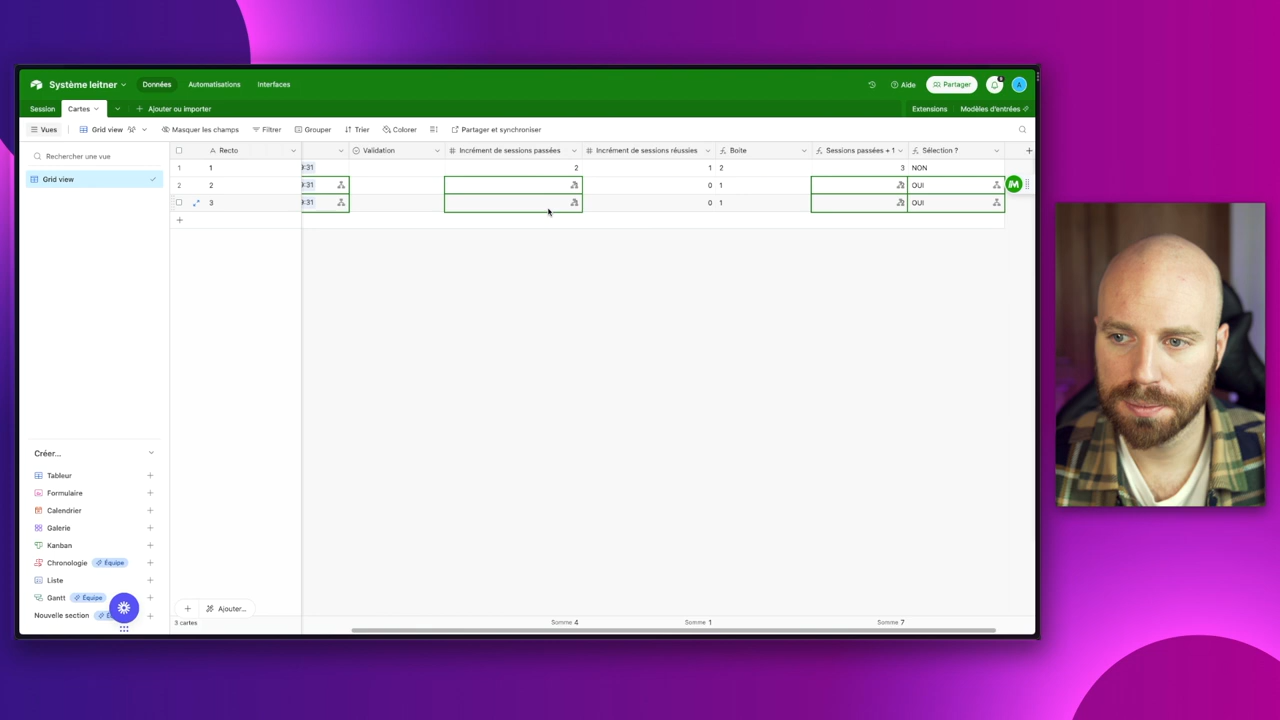 Système leitner Données Automatisations Interfaces Aide Partager 8 A
Session Cartes Ajouter ou importer Extensions Modèles d'entrées
Vues Grid view Masquer les champs Filtrer Grouper Trier Colorer Partager et synchroniser
Rechercher une vue
Grid view
Recto Validation Incrément de sessions passées Incrément de sessions réussies Boite Sessions passées + 1 Sélection ?
1 1 :31 2 1 2 3 NON
2 2 :31 0 1 OUI
3 :31 0 1 OUI
Créer...
Tableur
Formulaire
Calendrier
Galerie
Kanban
Chronologie Équipe
Liste
Gantt Équipe
Nouvelle section
Ajouter...
3 cartes Somme 4 Somme 1 Somme 7